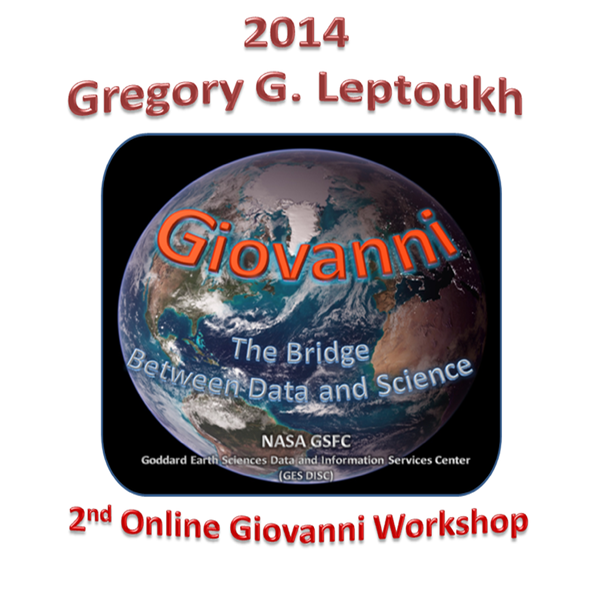 2014
Gregory G. Leptoukh
Giovanni
The Bridge
Between Data and Science
NASA GSFC
Goddard Earth Sciences Data and Information Services Center
(GES DISC)
2nd Online Giovanni Workshop